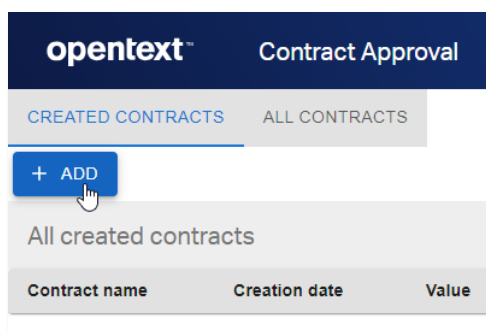 opentext™ Contract Approval
CREATED CONTRACTS ALL CONTRACTS
+ ADD
All created contracts
Contract name Creation date Value